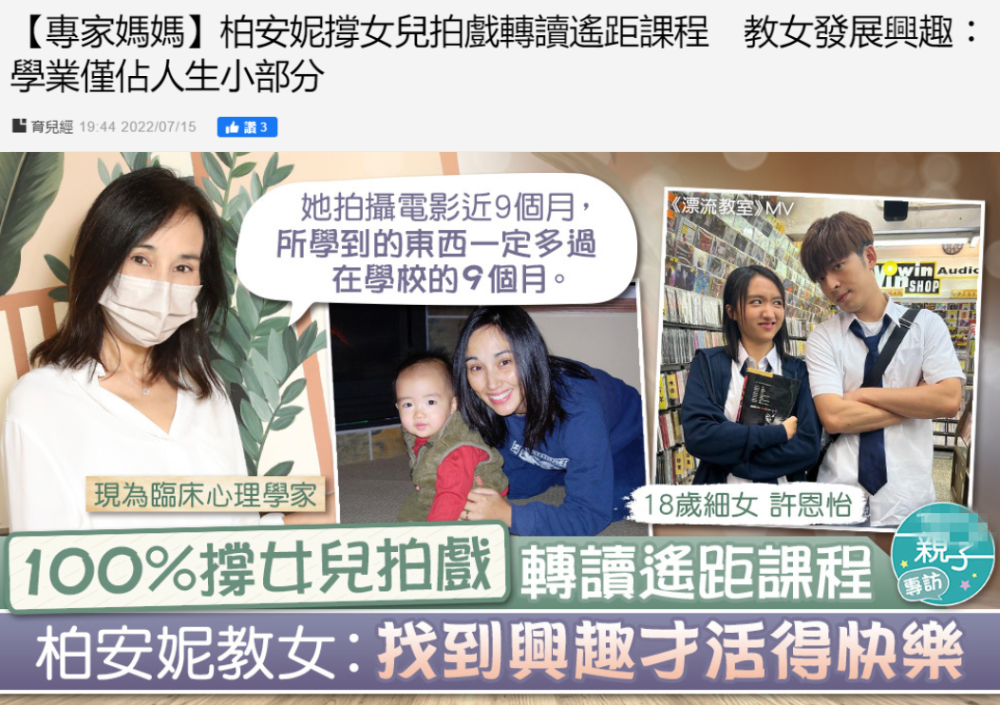 【專家媽媽】柏安妮撐女兒拍戲轉讀遙距課程 教女發展興趣：
學業僅佔人生小部分
育兒經 19:44 2022/07/15 讚 3
她拍攝電影近9個月，
所學到的東西一定多過
在學校的9個月。
《漂流教室》MV
Vowin Audio
SHOP
現為臨床心理學家
18歲細女 許恩怡
親子
專訪
100%撐女兒拍戲 轉讀遙距課程
柏安妮教女：找到興趣才活得快樂